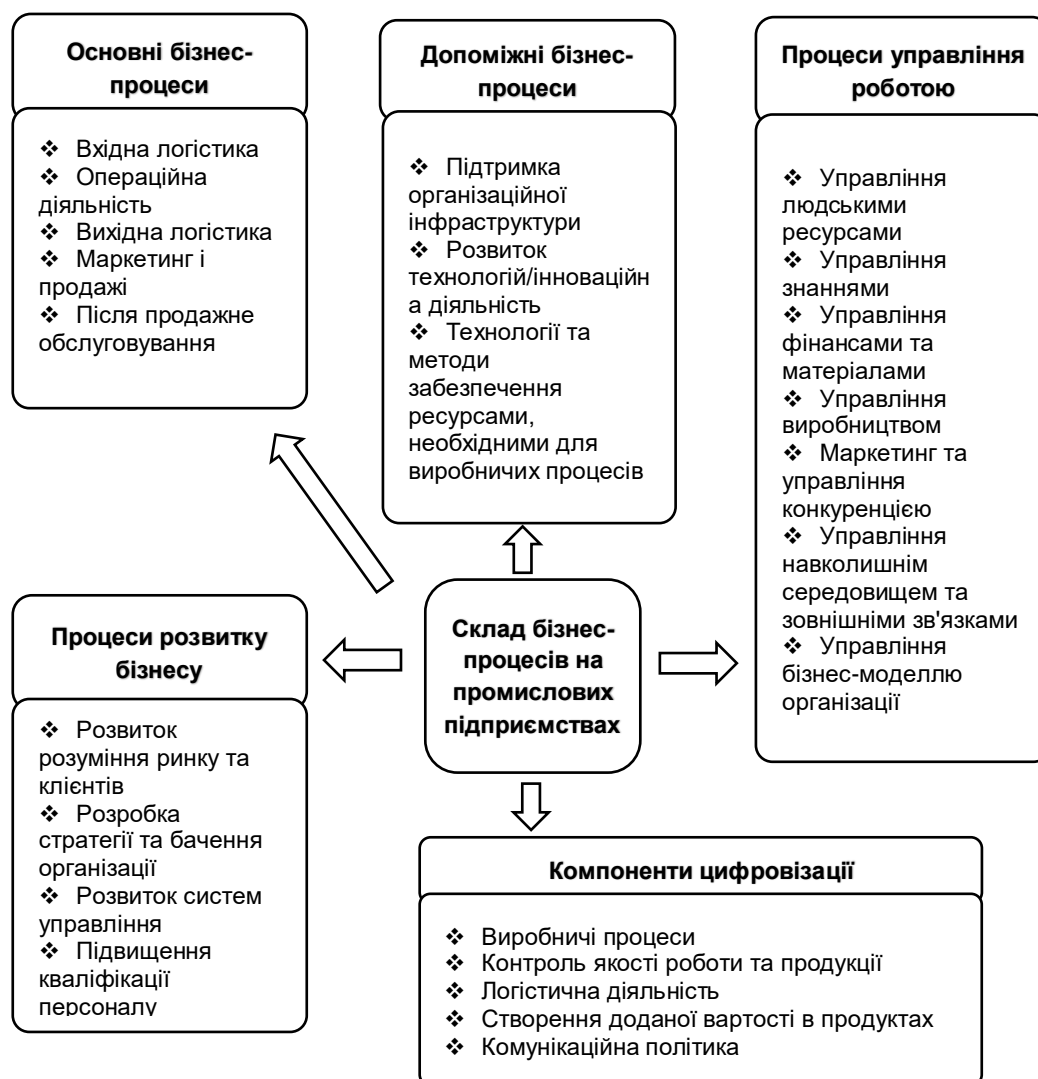 Основні бізнес-
процеси
❖ Вхідна логістика
❖ Операційна
діяльність
❖ Вихідна логістика
❖ Маркетинг і
продажі
❖ Після продажне
обслуговування
Допоміжні бізнес-
процеси
❖ Підтримка
організаційної
інфраструктури
❖ Розвиток
технологій/інноваційн
а діяльність
❖ Технології та
методи
забезпечення
ресурсами,
необхідними для
виробничих процесів
Процеси управління
роботою
❖ Управління
людськими
ресурсами
❖ Управління
знаннями
❖ Управління
фінансами та
матеріалами
❖ Управління
виробництвом
❖ Маркетинг та
управління
конкуренцією
❖ Управління
навколишнім
середовищем та
зовнішніми зв'язками
❖ Управління
бізнес-моделлю
організації
Склад бізнес-
процесів на
промислових
підприємствах
Процеси розвитку
бізнесу
❖ Розвиток
розуміння ринку та
клієнтів
❖ Розробка
стратегії та бачення
організації
❖ Розвиток систем
управління
❖ Підвищення
кваліфікації
персоналу
Компоненти цифровізації
❖ Виробничі процеси
❖ Контроль якості роботи та продукції
❖ Логістична діяльність
❖ Створення доданої вартості в продуктах
❖ Комунікаційна політика